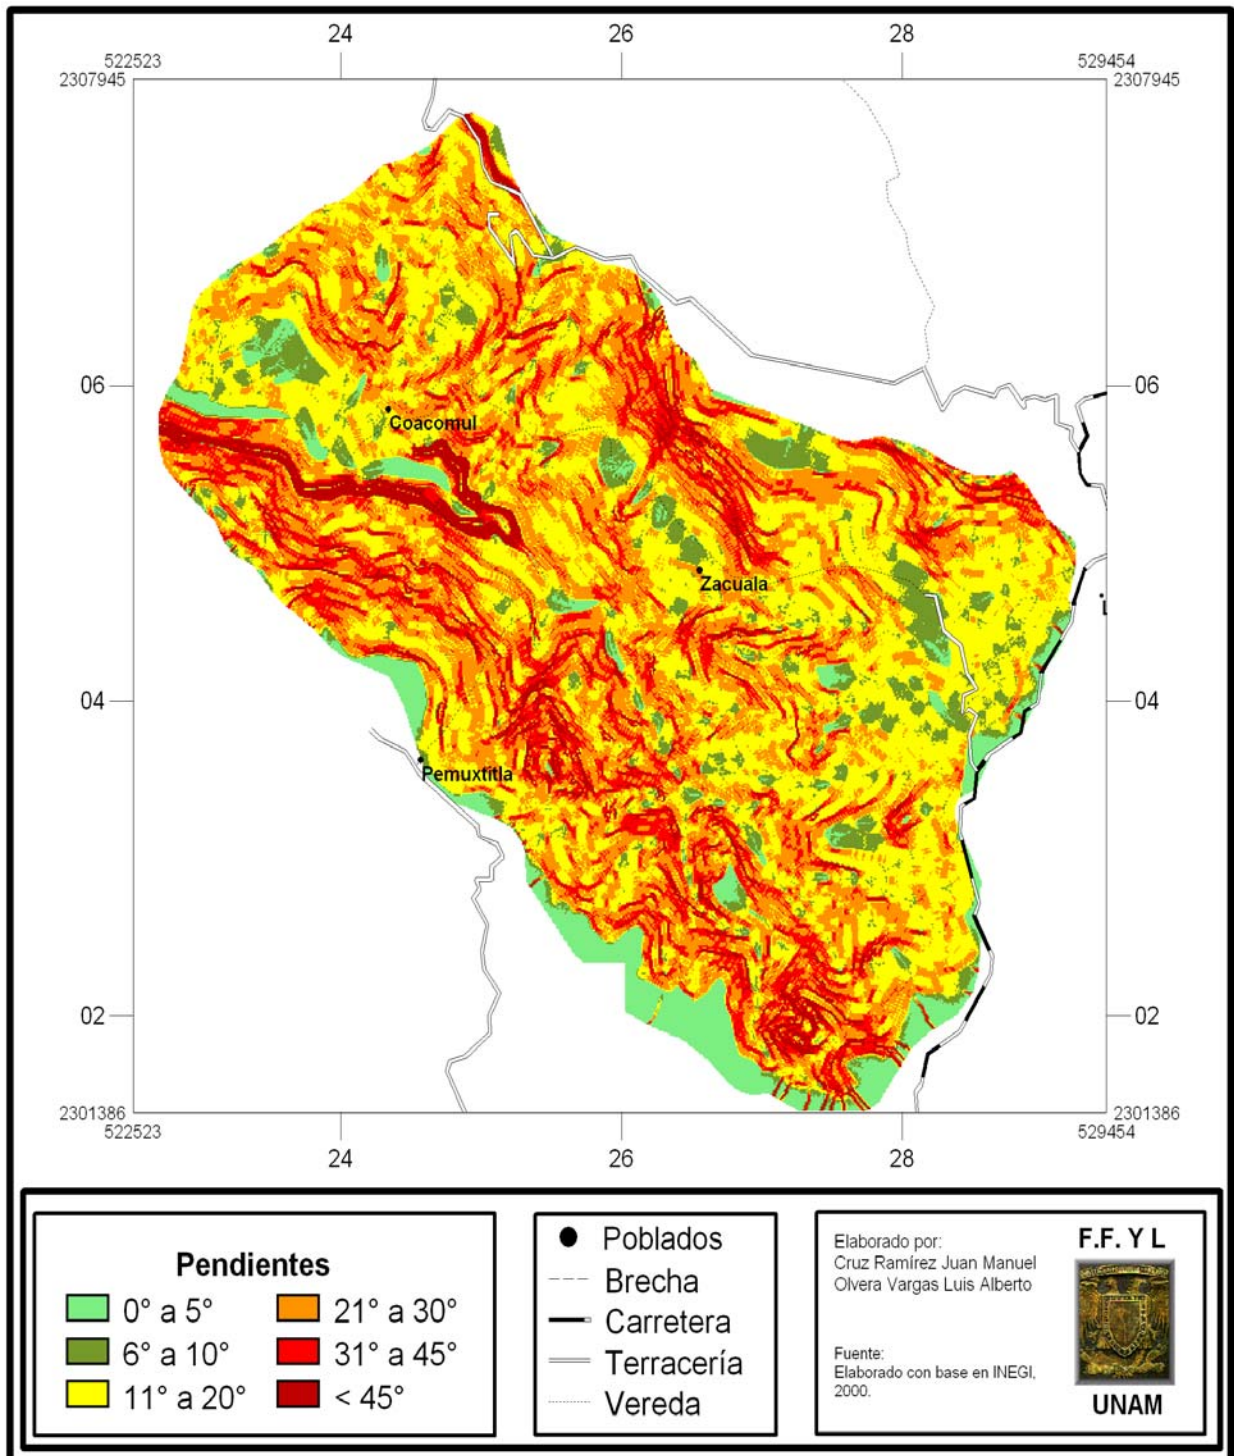 24 26 28
522523 529454
2307945 2307945
06 06
Coacomul
Zacuala
04 04
Pemuxtitla
02 02
2301386 2301386
522523 529454
24 26 28
Pendientes
0° a 5° 21° a 30°
6° a 10° 31° a 45°
11° a 20° < 45°
Poblados
Brecha
Carretera
Terracería
Vereda
Elaborado por:
Cruz Ramírez Juan Manuel
Olvera Vargas Luis Alberto
Fuente:
Elaborado con base en INEGI,
2000.
F.F. Y L
UNAM